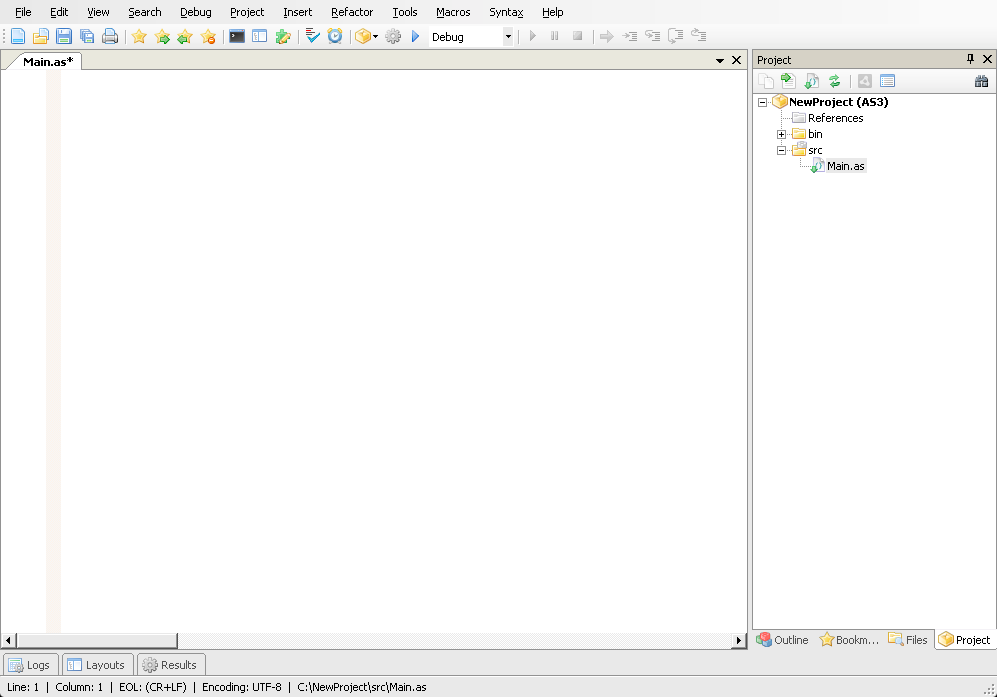 File Edit View Search Debug Project Insert Refactor Tools Macros Syntax Help
Debug
Main.as*
Project
NewProject (AS3)
References
bin
src
Main.as
Outline Bookm... Files Project
Logs Layouts Results
Line: 1 | Column: 1 | EOL: (CR+LF) | Encoding: UTF-8 | C:\NewProject\src\Main.as